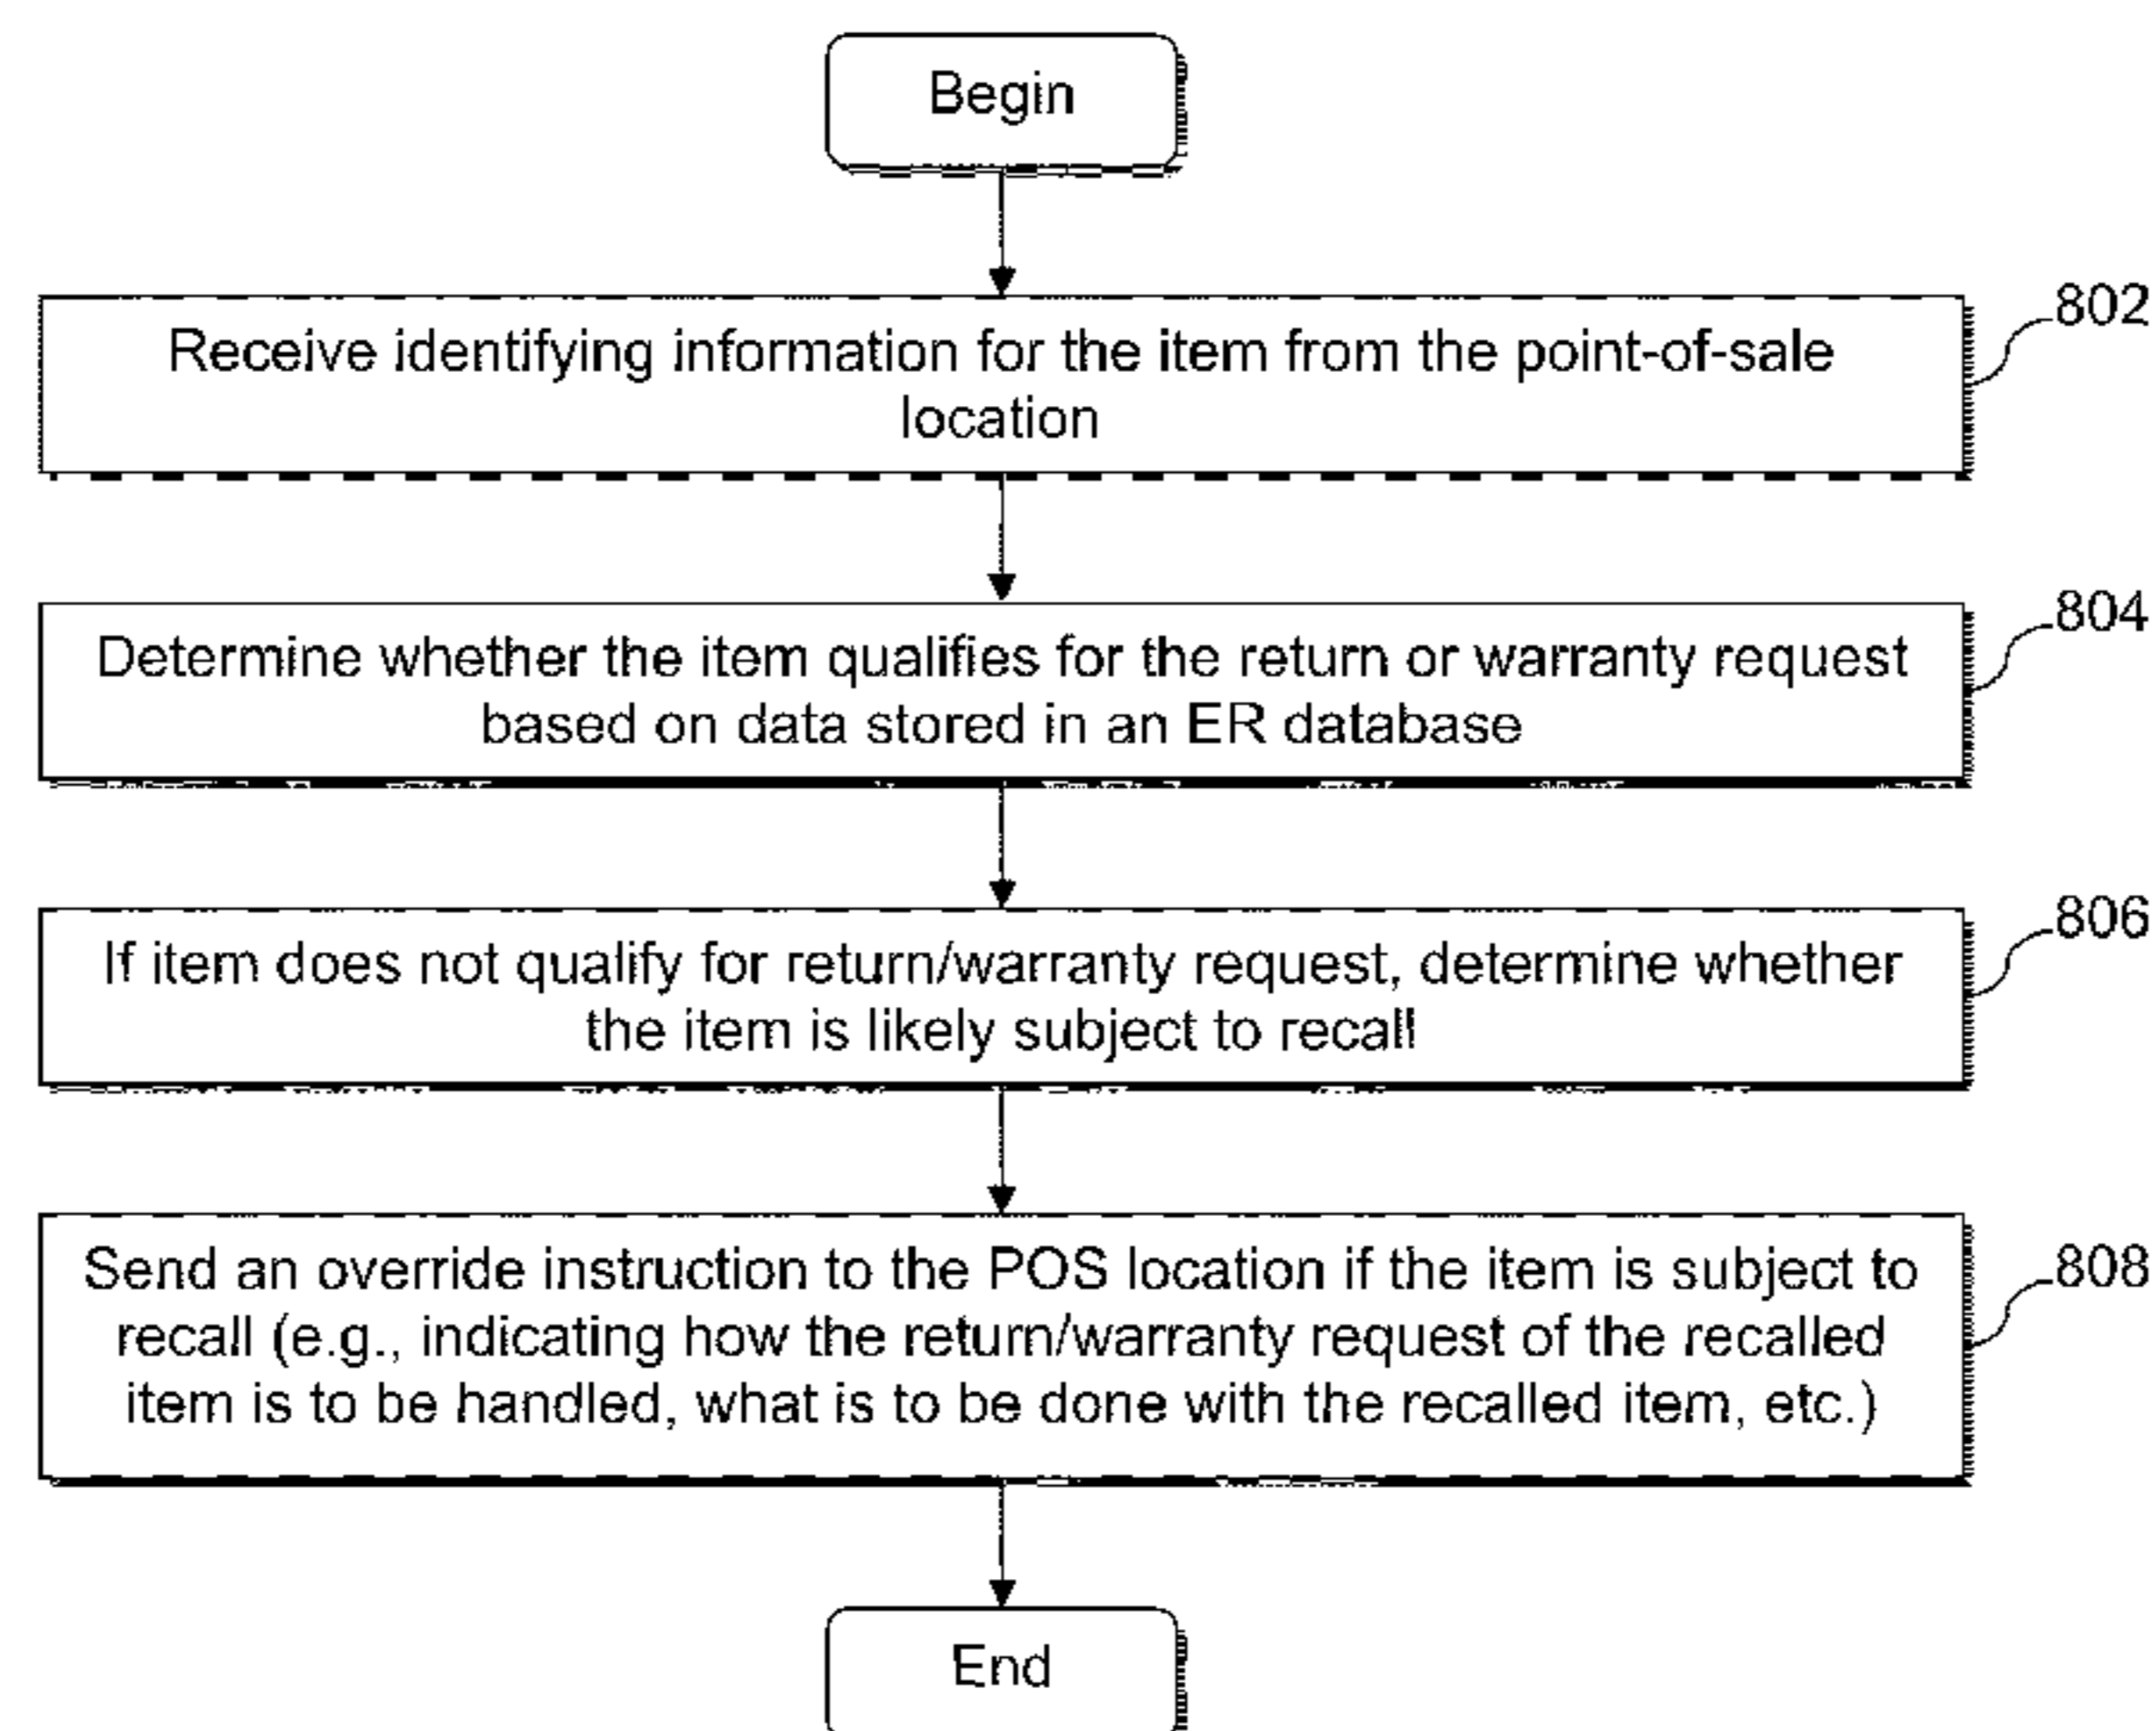 Begin
Receive identifying information for the item from the point-of-sale
location
802
Determine whether the item qualifies for the return or warranty request
based on data stored in an ER database
804
If item does not qualify for return/warranty request, determine whether
the item is likely subject to recall
806
Send an override instruction to the POS location if the item is subject to
recall (e.g., indicating how the return/warranty request of the recalled
item is to be handled, what is to be done with the recalled item, etc.)
808
End